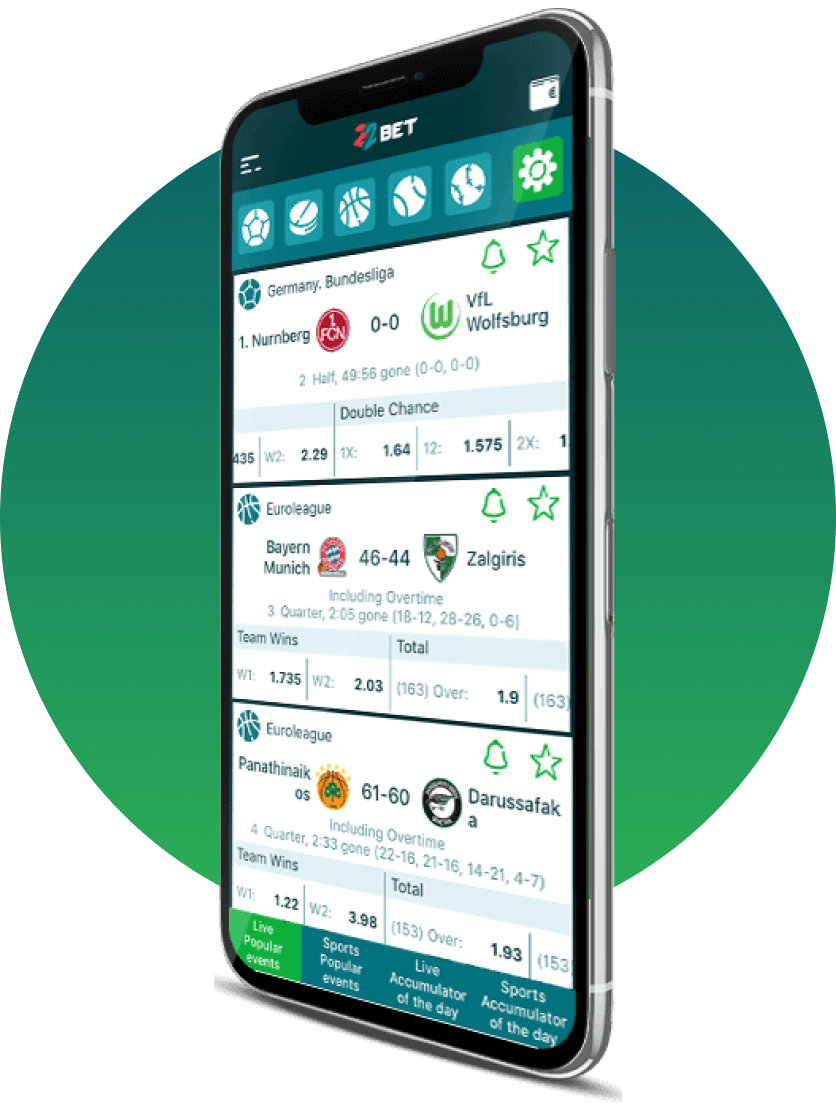 22BET
Germany. Bundesliga
1. Nurnberg
1.
FCN
0-0
W
VfL
Wolfsburg
2 Half, 49:56 gone (0-0, 0-0)
Double Chance
435 W2: 2.29 1X: 1.64 12: 1.575 2X: 1.
Euroleague
Bayern
Munich
46-44
Zalgiris
Including Overtime
3 Quarter, 2:05 gone (18-12, 28-26, 0-6)
Team Wins Total
W1: 1.735 W2: 2.03 (163) Over: 1.9 (163)
Euroleague
Panathinaik
os
61-60
Darussafak
a
Including Overtime
4 Quarter, 2:33 gone (22-16, 21-16, 14-21, 4-7)
Team Wins Total
W1: 1.22 W2: 3.98 (153) Over: 1.93 (153
Live
Popular
events
Sports
Popular
events
Live
Accumulator
of the day
Sports
Accumulator
of the day